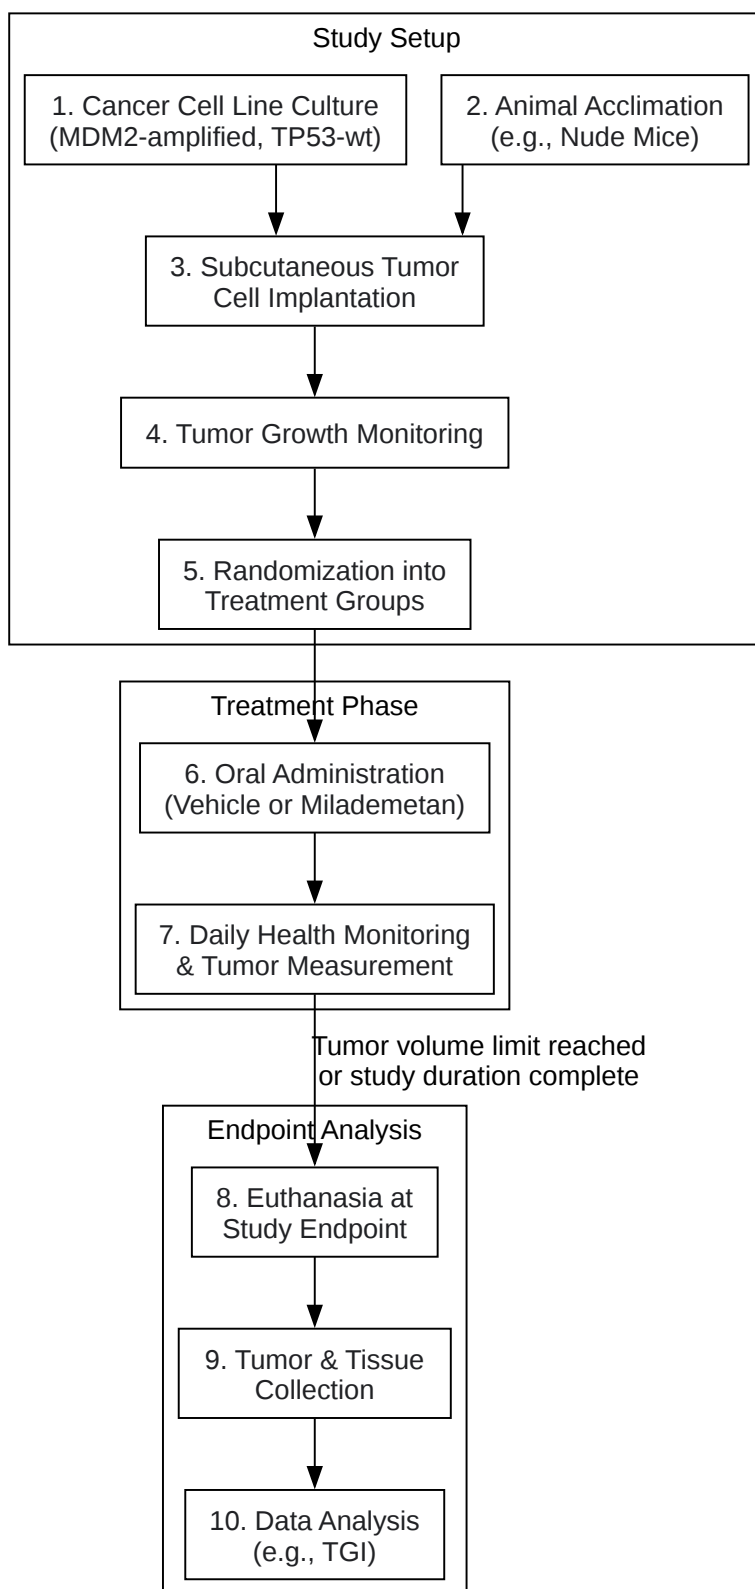 Study Setup
1. Cancer Cell Line Culture
(MDM2-amplified, TP53-wt)
2. Animal Acclimation
(e.g., Nude Mice)
3. Subcutaneous Tumor
Cell Implantation
4. Tumor Growth Monitoring
5. Randomization into
Treatment Groups
Treatment Phase
6. Oral Administration
(Vehicle or Milademetan)
7. Daily Health Monitoring
& Tumor Measurement
Tumor volume limit reached
or study duration complete
Endpoint Analysis
8. Euthanasia at
Study Endpoint
9. Tumor & Tissue
Collection
10. Data Analysis
(e.g., TGI)